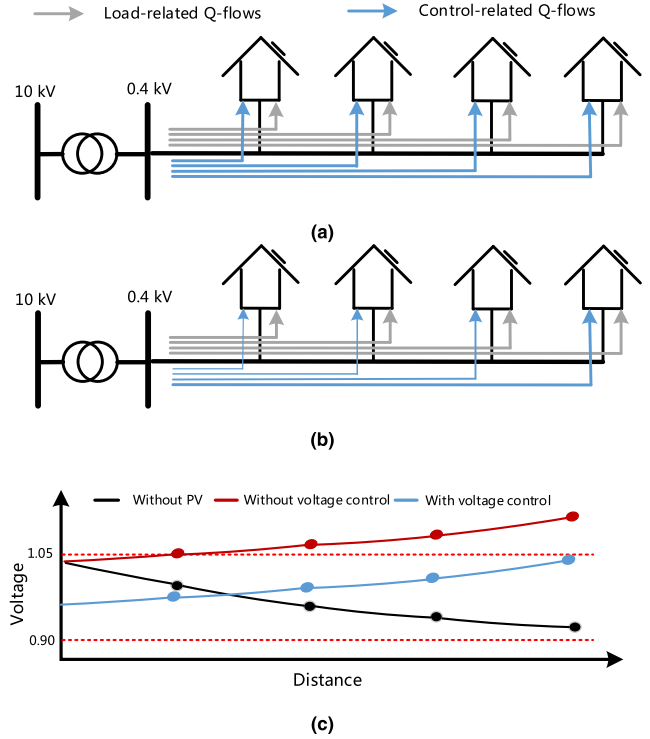 Load-related Q-flows Control-related Q-flows
10 kV 0.4 kV
(a)
10 kV 0.4 kV
(b)
Without PV Without voltage control With voltage control
1.05
Voltage
0.90
Distance
(c)